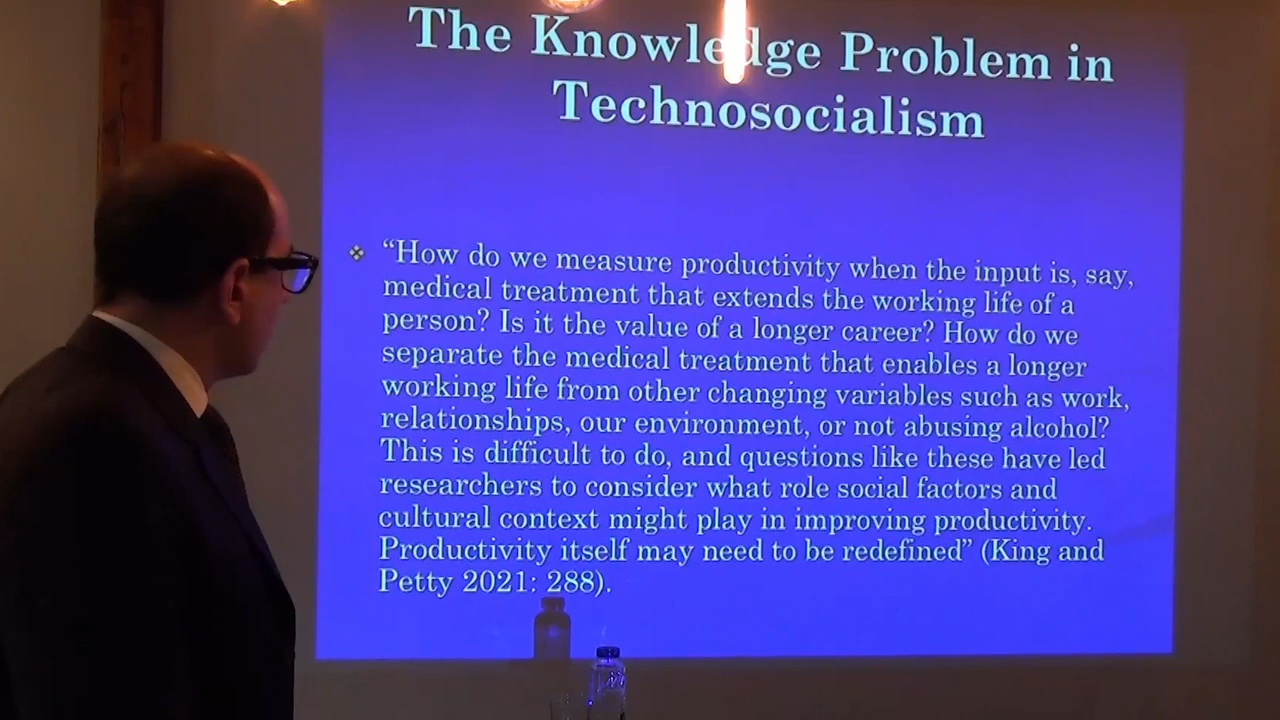 The Knowledge Problem in
Technosocialism
“How do we measure productivity when the input is, say,
medical treatment that extends the working life of a
person? Is it the value of a longer career? How do we
separate the medical treatment that enables a longer
working life from other changing variables such as work,
relationships, our environment, or not abusing alcohol?
This is difficult to do, and questions like these have led
researchers to consider what role social factors and
cultural context might play in improving productivity.
Productivity itself may need to be redefined” (King and
Petty 2021: 288).